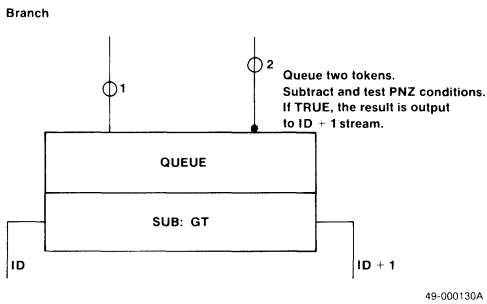 Branch
1
2
Queue two tokens.
Subtract and test PNZ conditions.
If TRUE, the result is output
to ID + 1 stream.
QUEUE
SUB: GT
ID
ID + 1
49-000130A